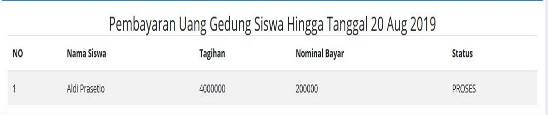 Pembayaran Uang Gedung Siswa Hingga Tanggal 20 Aug 2019
NO Nama Siswa Tagihan Nominal Bayar Status
1 Aldi Prasetio 4000000 200000 PROSES